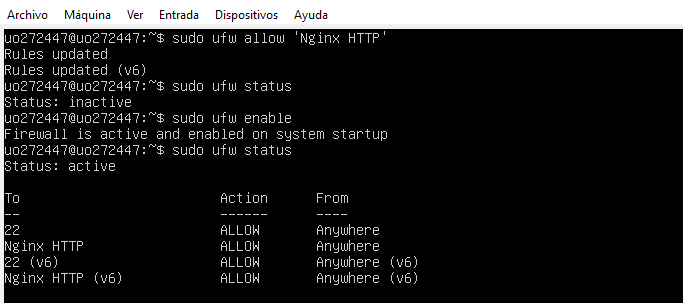 Archivo Máquina Ver Entrada Dispositivos Ayuda
uo272447@uo272447:~$ sudo ufw allow 'Nginx HTTP'
Rules updated
Rules updated (v6)
uo272447@uo272447:~$ sudo ufw status
Status: inactive
uo272447@uo272447:~$ sudo ufw enable
Firewall is active and enabled on system startup
uo272447@uo272447:~$ sudo ufw status
Status: active
To Action From
-- ------ ----
22 ALLOW Anywhere
Nginx HTTP ALLOW Anywhere
22 (v6) ALLOW Anywhere (v6)
Nginx HTTP (v6) ALLOW Anywhere (v6)